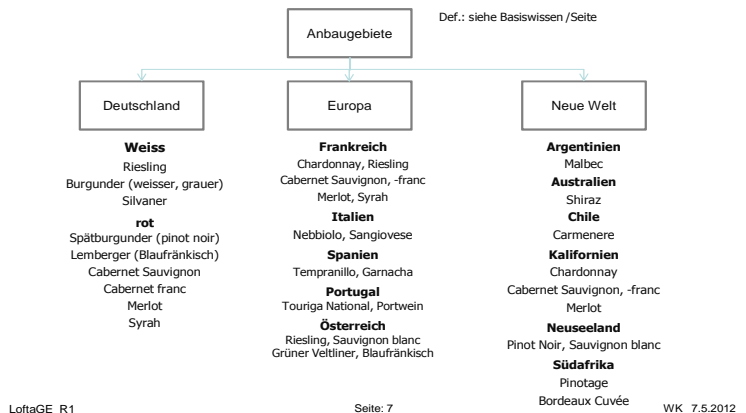 Anbaugebiete
Def.: siehe Basiswissen /Seite
Deutschland
Weiss
Riesling
Burgunder (weisser, grauer)
Silvaner
rot
Spätburgunder (pinot noir)
Lemberger (Blaufränkisch)
Cabernet Sauvignon
Cabernet franc
Merlot
Syrah
Europa
Frankreich
Chardonnay, Riesling
Cabernet Sauvignon, -franc
Merlot, Syrah
Italien
Nebbiolo, Sangiovese
Spanien
Tempranillo, Garnacha
Portugal
Touriga National, Portwein
Österreich
Riesling, Sauvignon blanc
Grüner Veltliner, Blaufränkisch
Neue Welt
Argentinien
Malbec
Australien
Shiraz
Chile
Carmenere
Kalifornien
Chardonnay
Cabernet Sauvignon, -franc
Merlot
Neuseeland
Pinot Noir, Sauvignon blanc
Südafrika
Pinotage
Bordeaux Cuvée
LoftaGE R1
Seite: 7
WK 7.5.2012